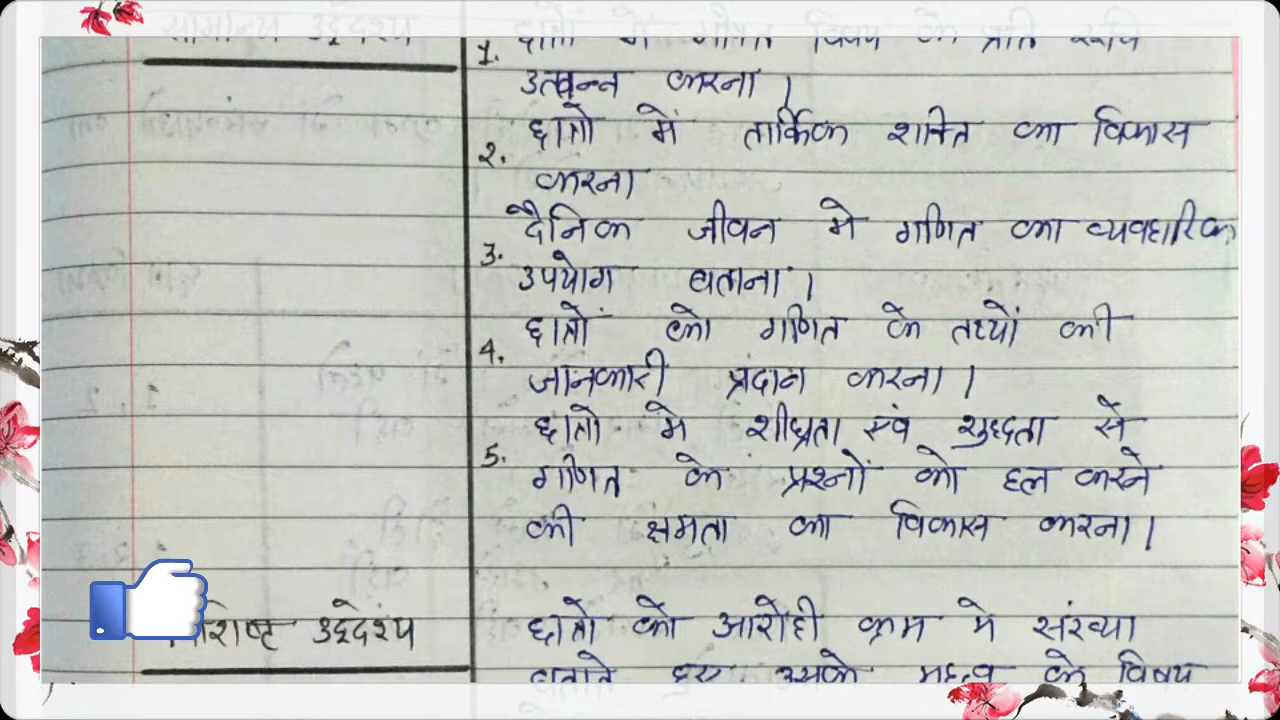 सामान्य उद्देश्य
1. छात्रों में गणित विषय के प्रति रूचि
उत्पन्न करना।
2. छात्रों में तार्किक शक्ति का विकास
करना
3. दैनिक जीवन मे गणित का व्यवहारिक
उपयोग बताना।
4. छात्रों को गणित के तथ्यों की
जानकारी प्रदान करना।
5. छात्रो मे शीघ्रता एवं शुद्धता से
गणित के प्रश्नों को हल करने
की क्षमता का विकास करना।
विशिष्ट उद्देश्य
छात्रों को आरोही क्रम मे संख्या
बताते हुए उसके महत्व के विषय